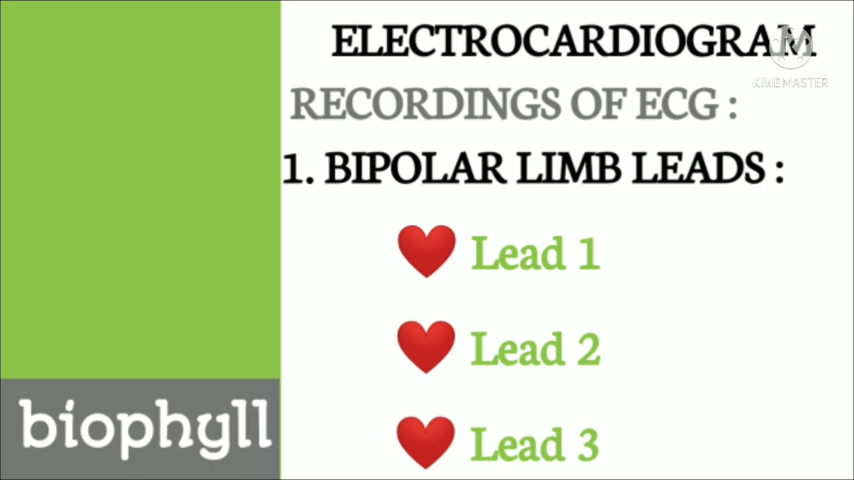 ELECTROCARDIOGRAM
KINEMASTER
RECORDINGS OF ECG :
1. BIPOLAR LIMB LEADS :
Lead 1
Lead 2
Lead 3
biophyll